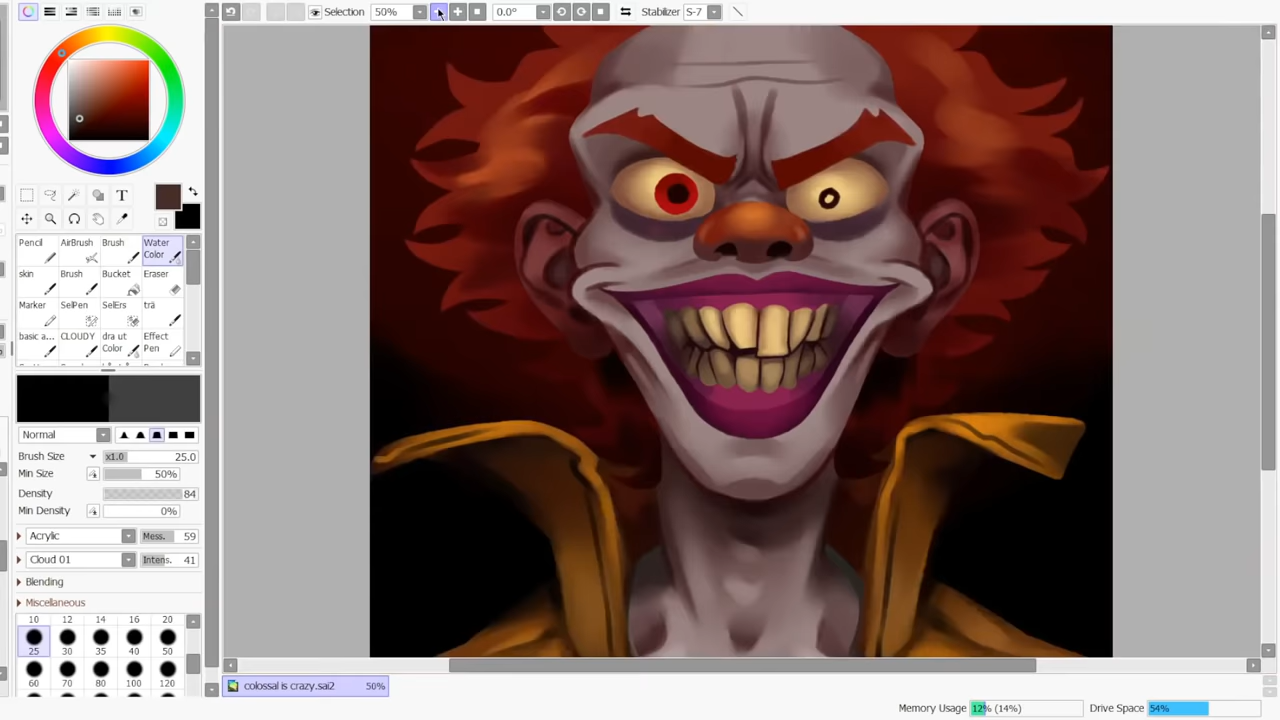 Selection 50% 0.0° Stabilizer S-7
T
Pencil AirBrush Brush Water Color
skin Brush Bucket Eraser
Marker SelPen SelErs trä
basic a... CLOUDY dra ut Color Effect Pen
Normal
Brush Size x1.0 25.0
Min Size 50%
Density 84
Min Density 0%
Acrylic Mess. 59
Cloud 01 Intens. 41
Blending
Miscellaneous
10 12 14 16 20
25 30 35 40 50
60 70 80 100 120
colossal is crazy.sai2 50%
Memory Usage 12% (14%) Drive Space 54%